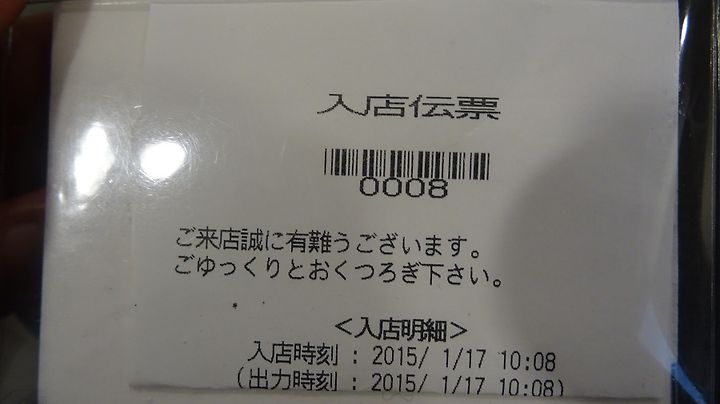 入店伝票
0008
ご来店誠に有難うございます。
ごゆっくりとおくつろぎ下さい。
<入店明細>
入店時刻 : 2015/ 1/17 10:08
(出力時刻 : 2015/ 1/17 10:08)